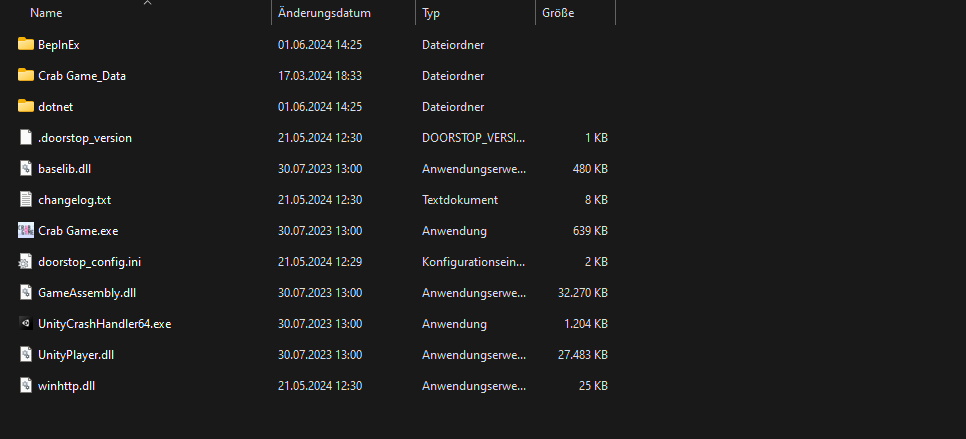 Name Änderungsdatum Typ Größe
BepInEx 01.06.2024 14:25 Dateiordner
Crab Game_Data 17.03.2024 18:33 Dateiordner
dotnet 01.06.2024 14:25 Dateiordner
.doorstop_version 21.05.2024 12:30 DOORSTOP_VERSI... 1 KB
baselib.dll 30.07.2023 13:00 Anwendungserwe... 480 KB
changelog.txt 21.05.2024 12:30 Textdokument 8 KB
Crab Game.exe 30.07.2023 13:00 Anwendung 639 KB
doorstop_config.ini 21.05.2024 12:29 Konfigurationsein... 2 KB
GameAssembly.dll 30.07.2023 13:00 Anwendungserwe... 32.270 KB
UnityCrashHandler64.exe 30.07.2023 13:00 Anwendung 1.204 KB
UnityPlayer.dll 30.07.2023 13:00 Anwendungserwe... 27.483 KB
winhttp.dll 21.05.2024 12:30 Anwendungserwe... 25 KB